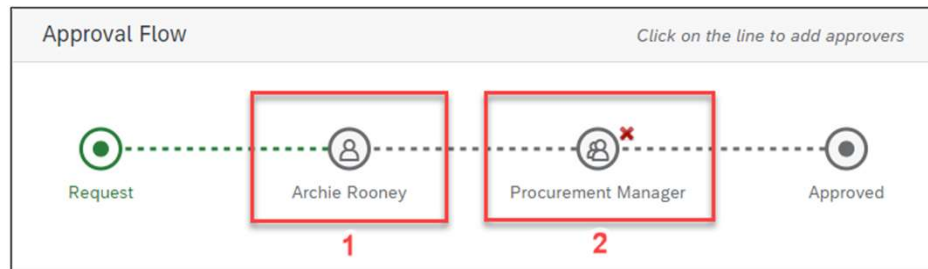 Approval Flow
Click on the line to add approvers
Request
Archie Rooney
Procurement Manager
Approved
1
2